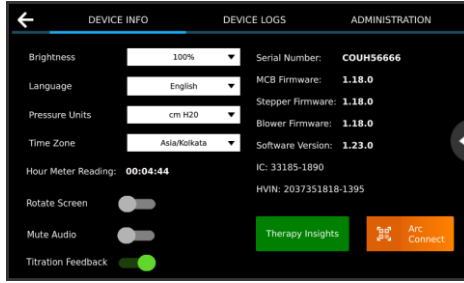 DEVICE INFO DEVICE LOGS ADMINISTRATION
Brightness 100%
Language English
Pressure Units cm H20
Time Zone Asia/Kolkata
Hour Meter Reading: 00:04:44
Rotate Screen
Mute Audio
Titration Feedback
Serial Number: COUH56666
MCB Firmware: 1.18.0
Stepper Firmware: 1.18.0
Blower Firmware: 1.18.0
Software Version: 1.23.0
IC: 33185-1890
HVIN: 2037351818-1395
Therapy Insights
Arc
Connect